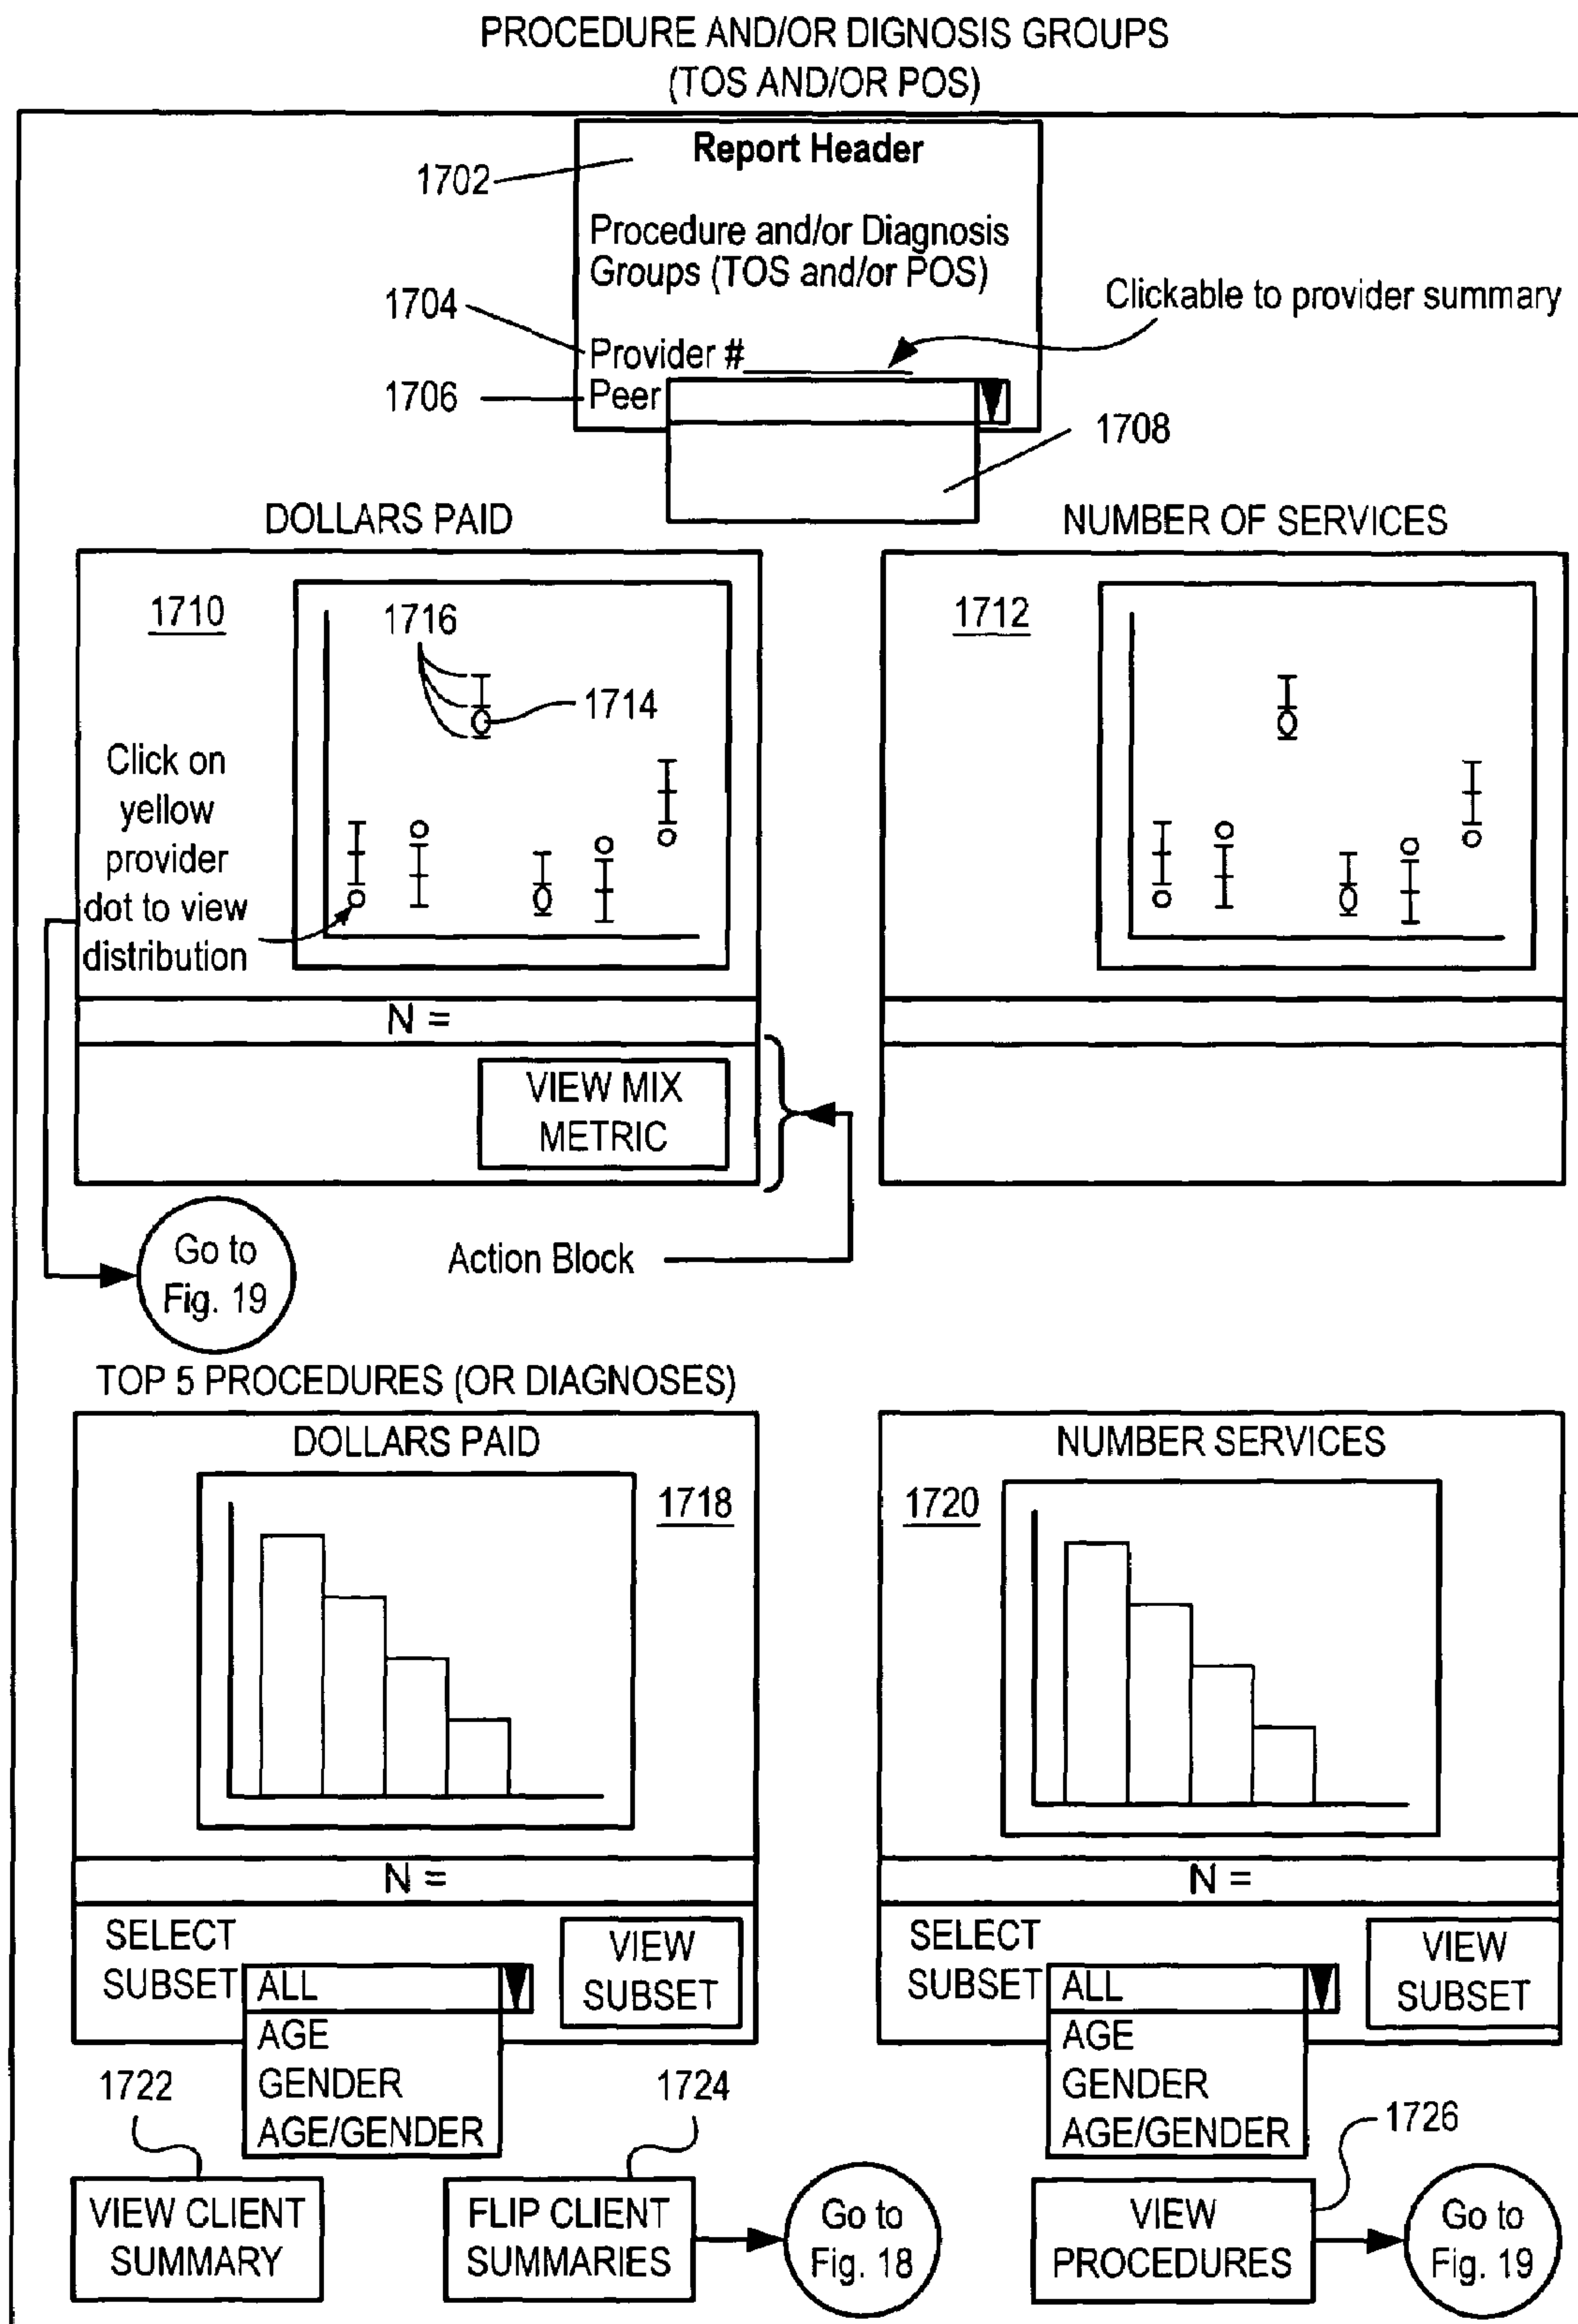 PROCEDURE AND/OR DIGNOSIS GROUPS
(TOS AND/OR POS)
Report Header
1702
Procedure and/or Diagnosis
Groups (TOS and/or POS)
Clickable to provider summary
1704
Provider #
1706
Peer
1708
DOLLARS PAID
1710
1716
1714
Click on
yellow
provider
dot to view
distribution
N =
VIEW MIX
METRIC
NUMBER OF SERVICES
1712
Go to
Fig. 19
Action Block
TOP 5 PROCEDURES (OR DIAGNOSES)
DOLLARS PAID
1718
N =
SELECT
SUBSET
ALL
AGE
GENDER
AGE/GENDER
VIEW
SUBSET
NUMBER SERVICES
1720
N =
SELECT
SUBSET
ALL
AGE
GENDER
AGE/GENDER
VIEW
SUBSET
1722
VIEW CLIENT
SUMMARY
1724
FLIP CLIENT
SUMMARIES
Go to
Fig. 18
1726
VIEW
PROCEDURES
Go to
Fig. 19